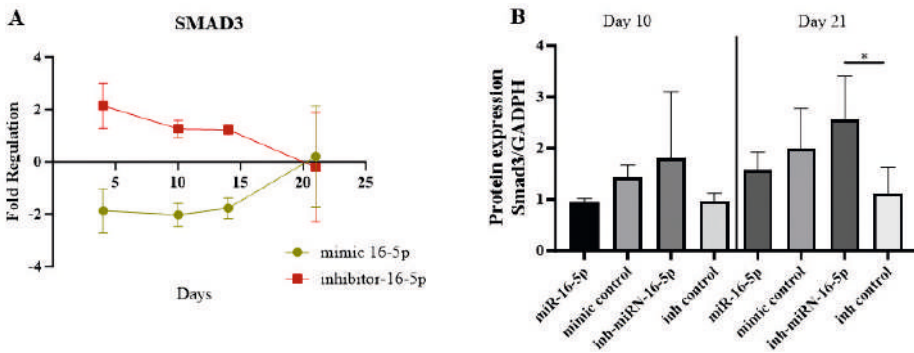 A
SMAD3
Fold Regulation
4
2
0
-2
-4
5
10
15
20
25
Days
mimic 16-5p
inhibitor-16-5p
B
Day 10
Day 21
Protein expression
Smad3/GADPH
4
3
2
1
0
*
miR-16-5p
mimic control
inh-miRN-16-5p
inh control
miR-16-5p
mimic control
inh-miRN-16-5p
inh control